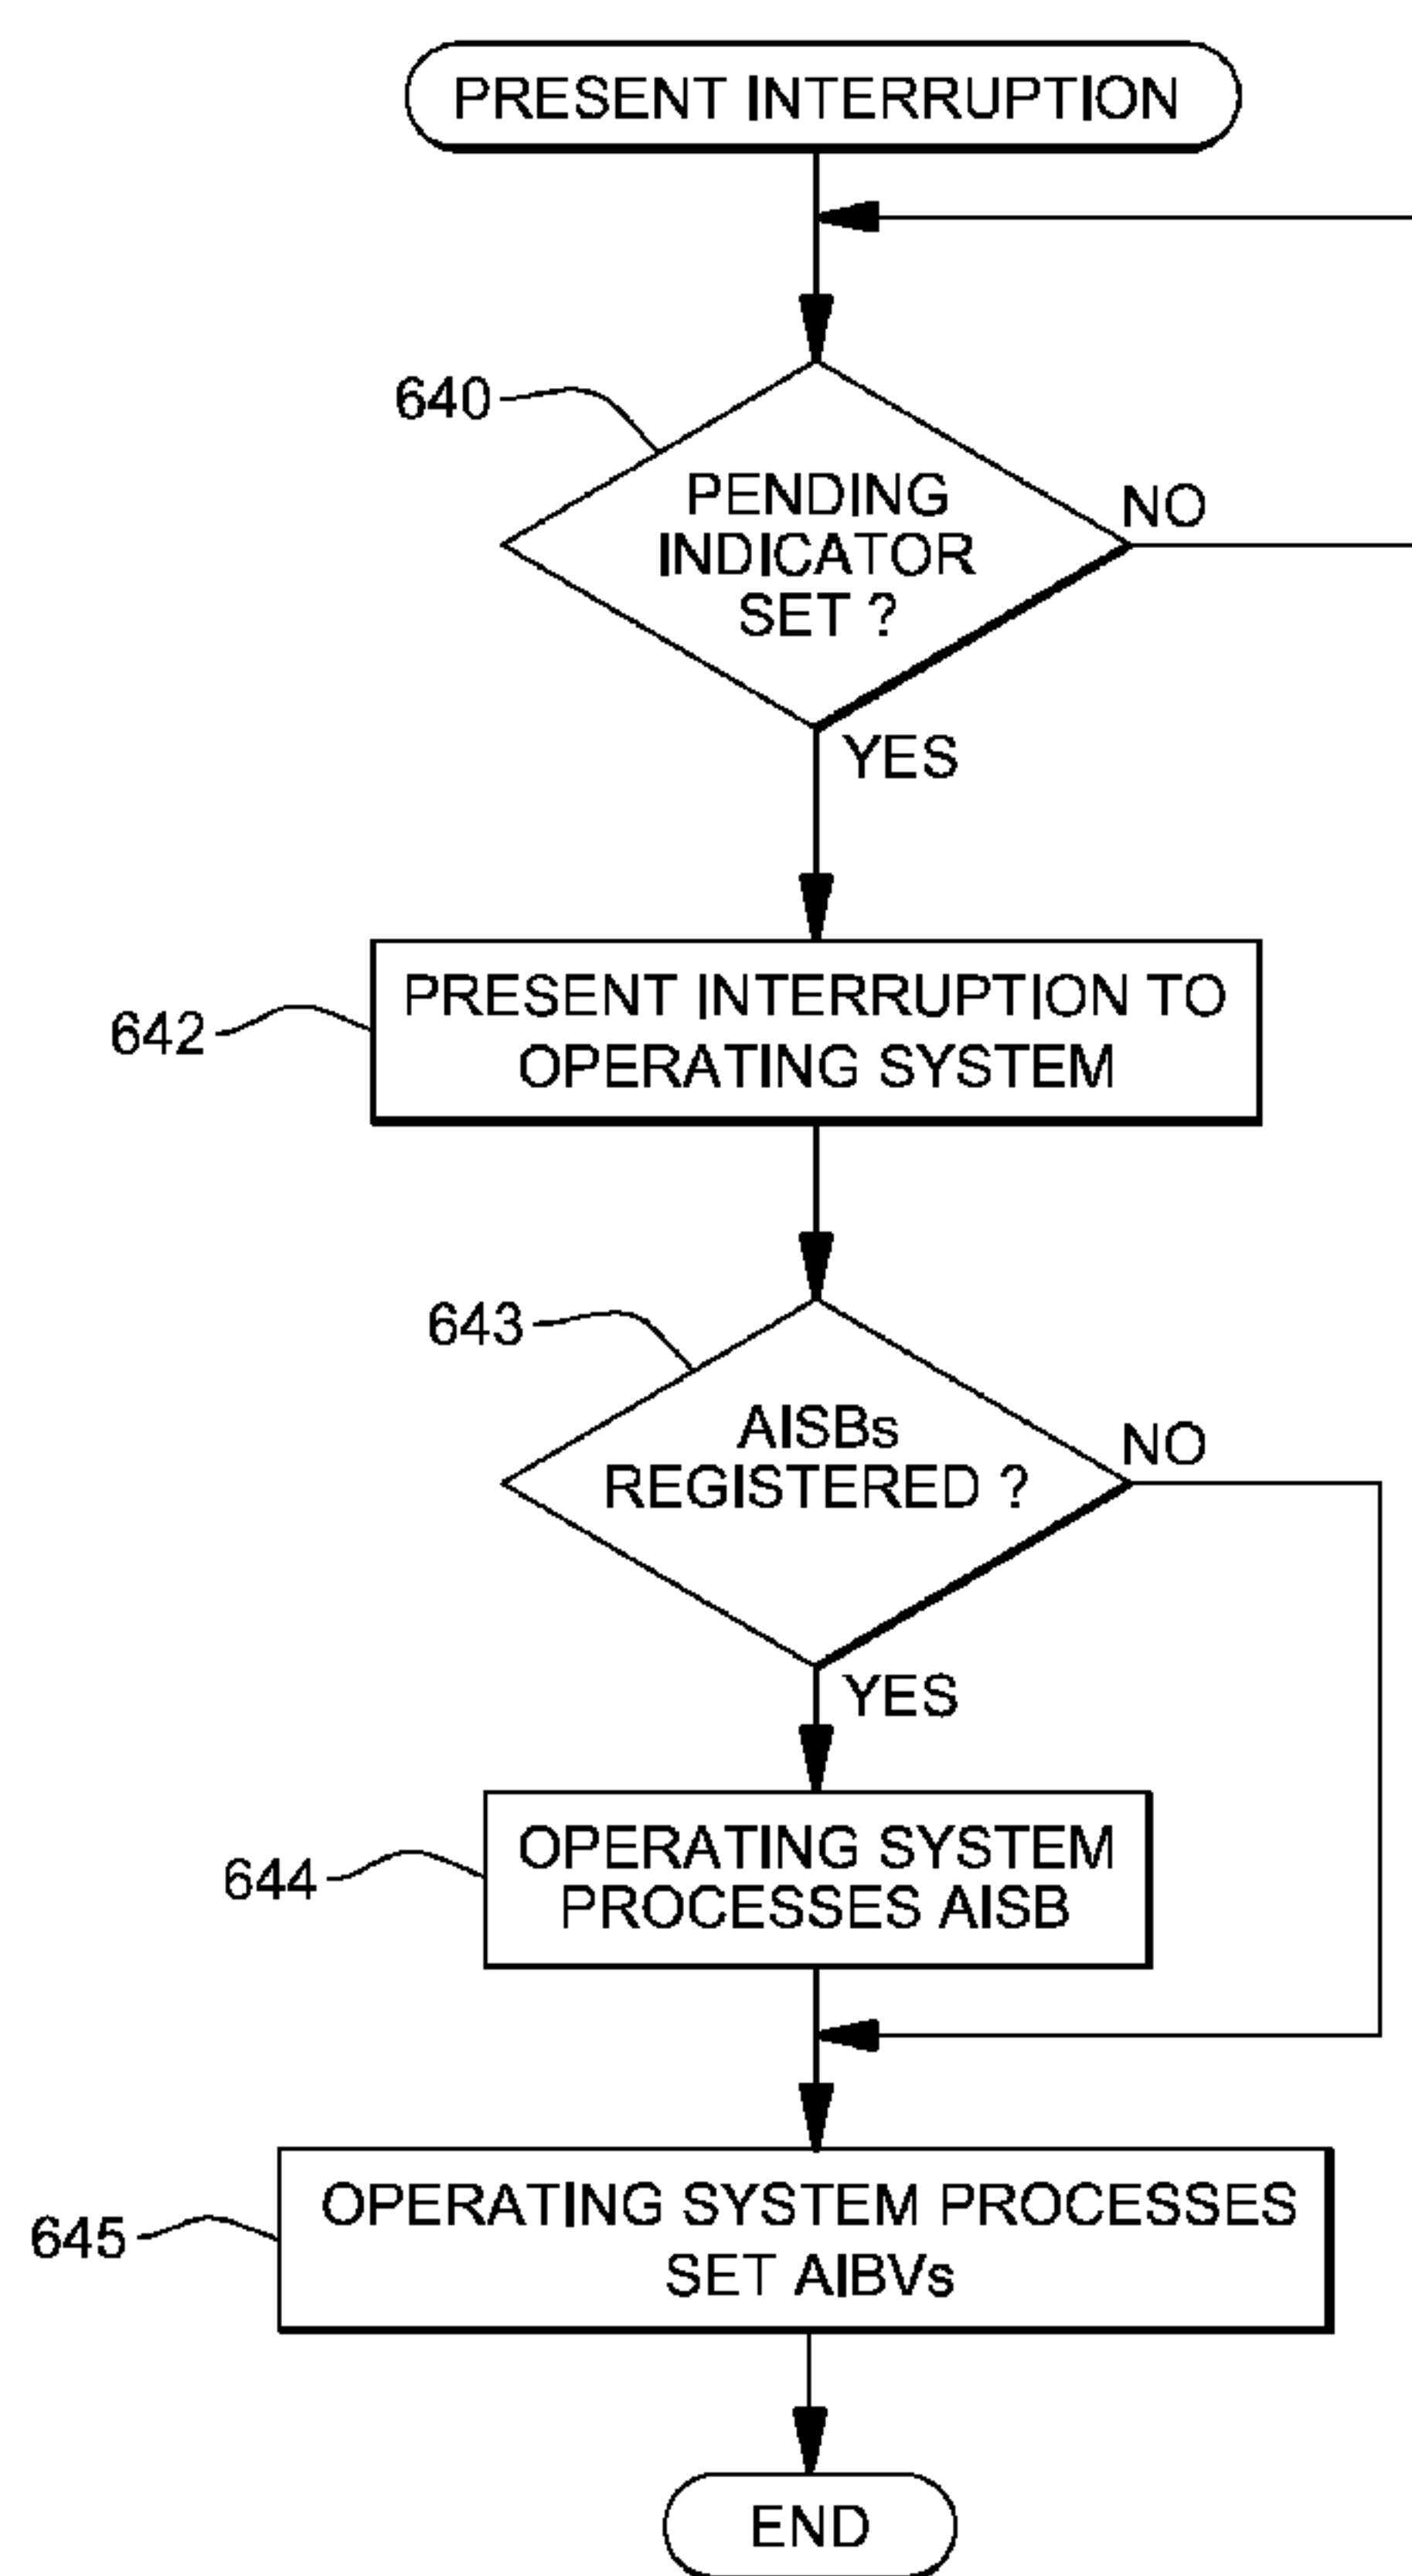 PRESENT INTERRUPTION
640
PENDING
INDICATOR
SET ?
NO
YES
642
PRESENT INTERRUPTION TO
OPERATING SYSTEM
643
AISBs
REGISTERED ?
NO
YES
644
OPERATING SYSTEM
PROCESSES AISB
645
OPERATING SYSTEM PROCESSES
SET AIBVs
END